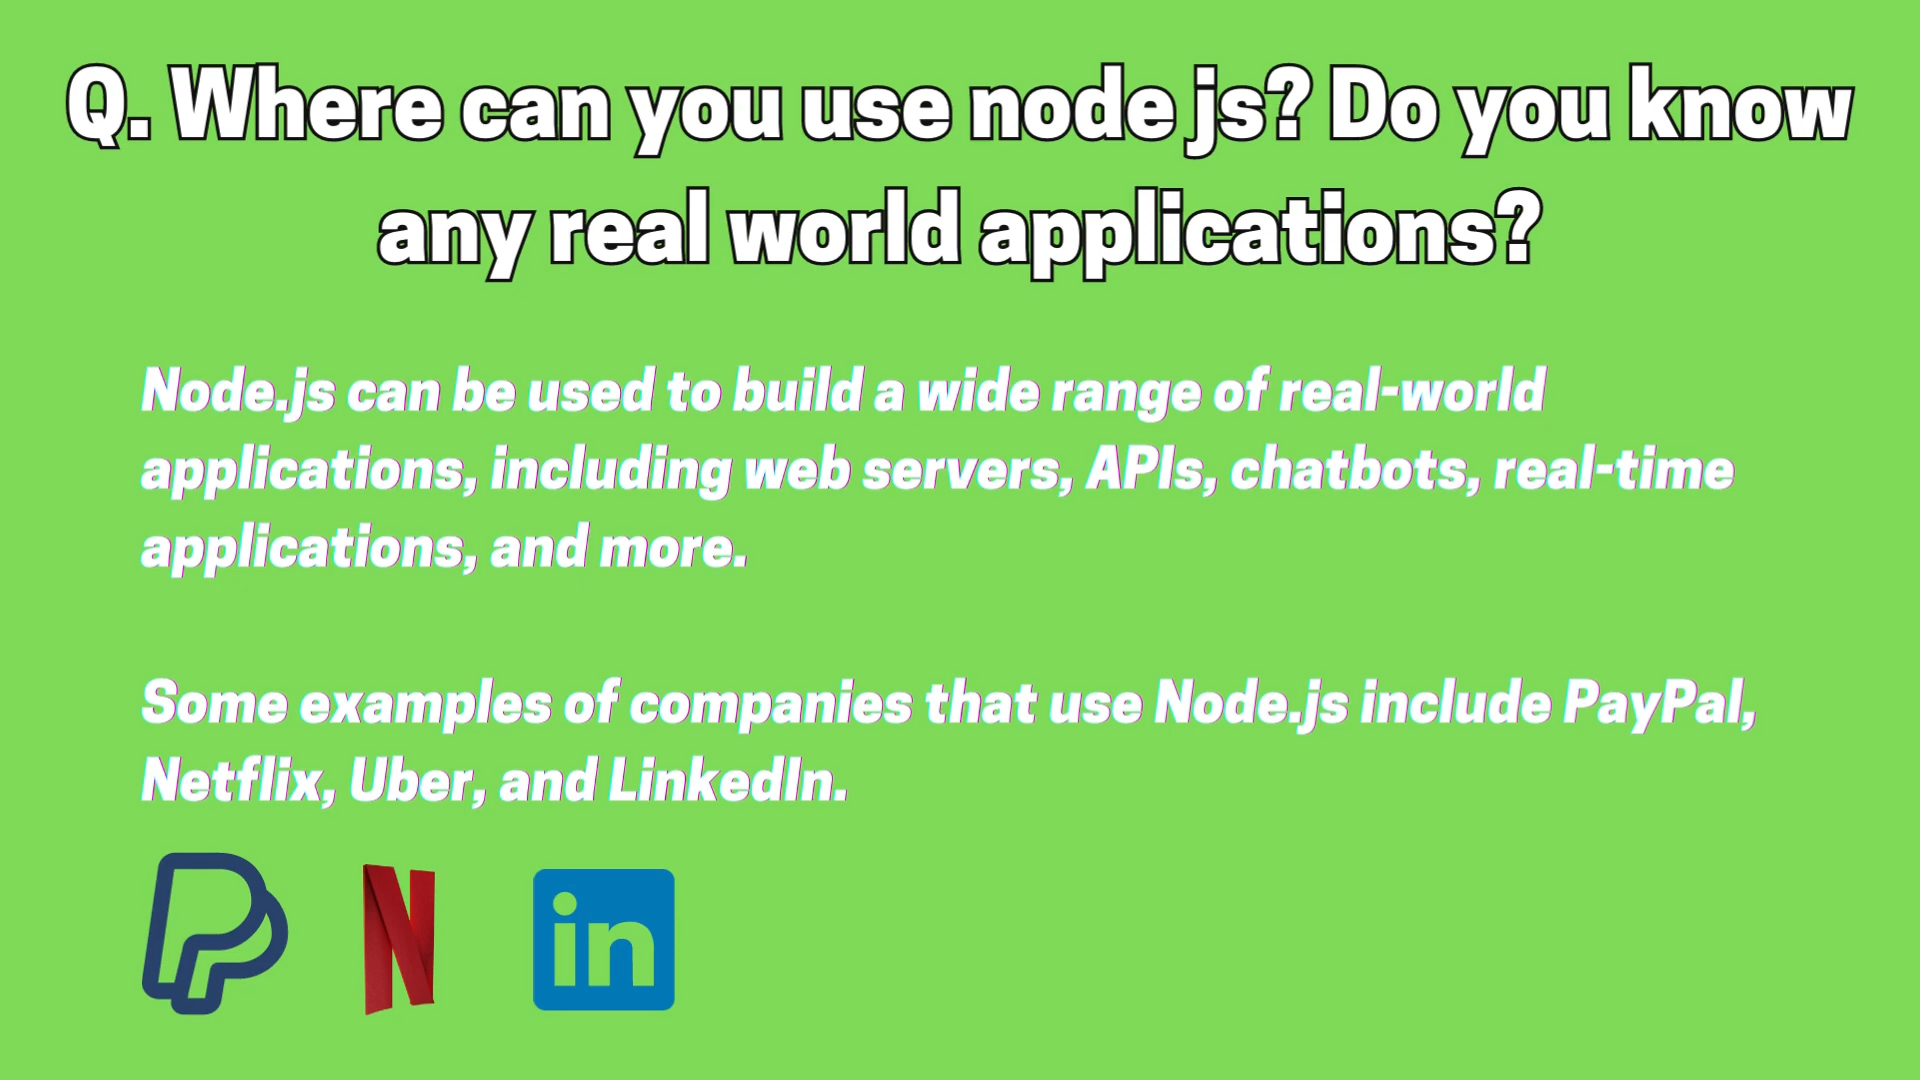 Q. Where can you use node js? Do you know
any real world applications?
Node.js can be used to build a wide range of real-world
applications, including web servers, APIs, chatbots, real-time
applications, and more.
Some examples of companies that use Node.js include PayPal,
Netflix, Uber, and LinkedIn.
in